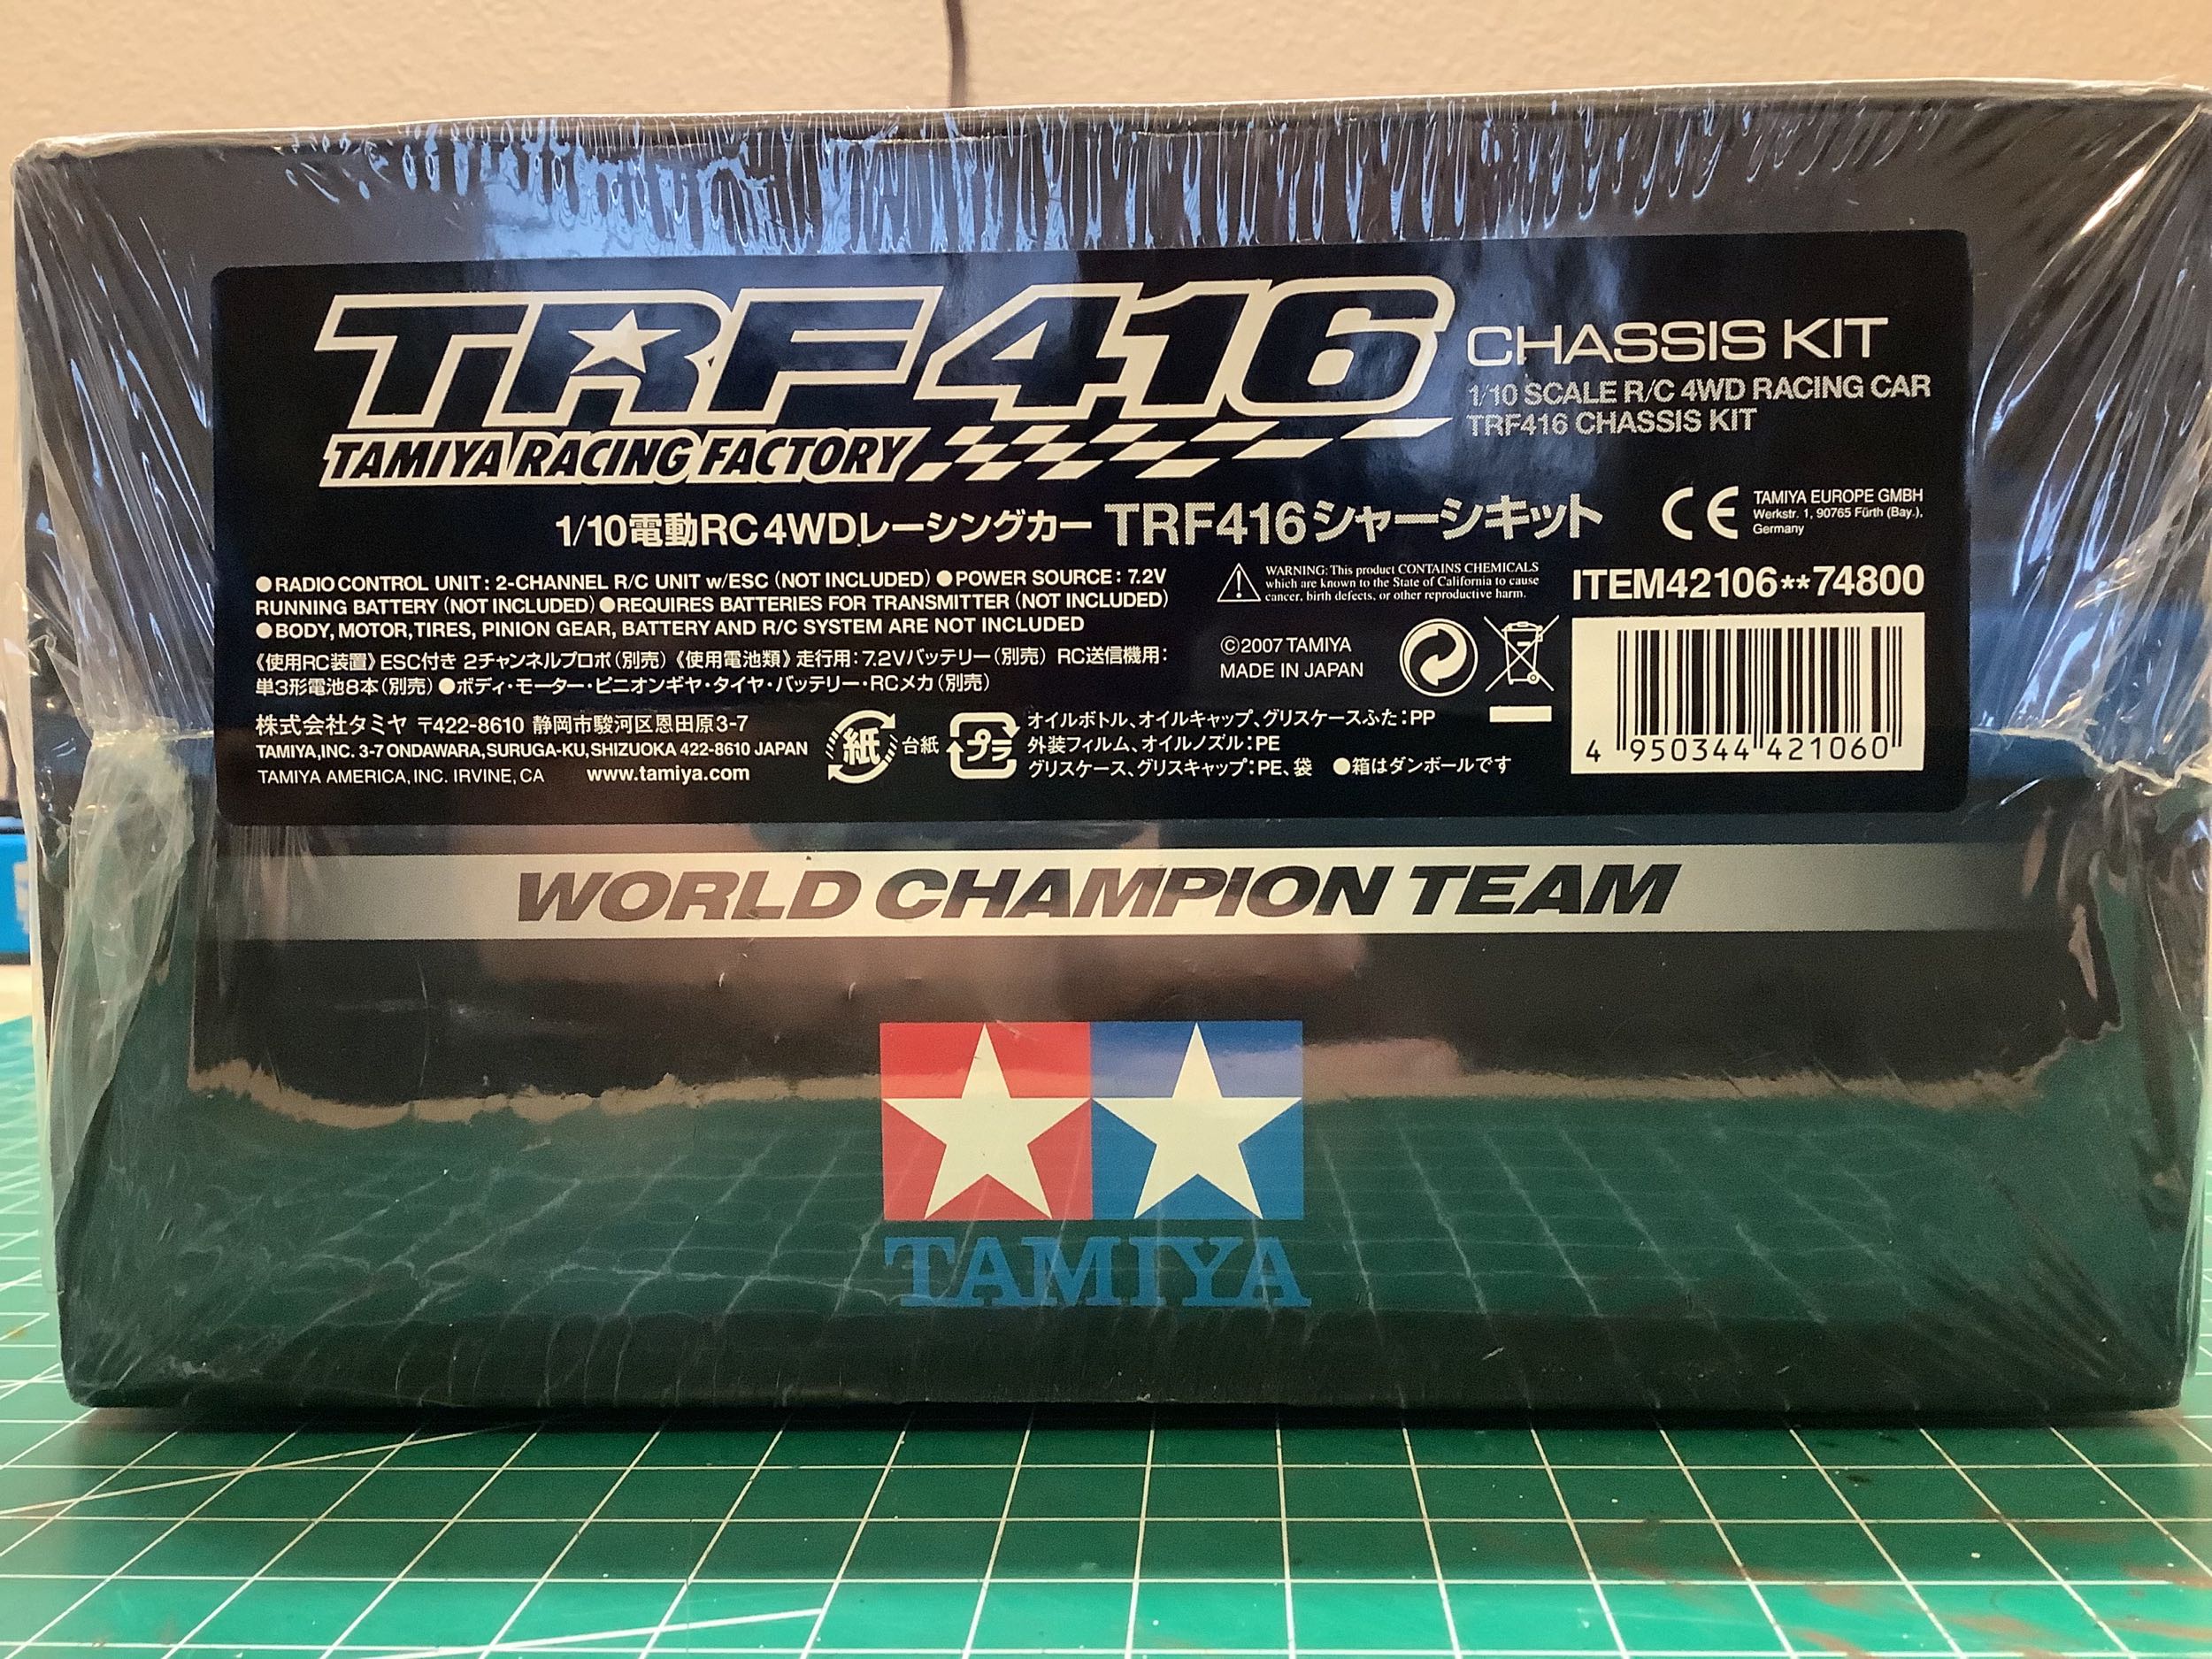 TRF416
TAMIYA RACING FACTORY
CHASSIS KIT
1/10 SCALE R/C 4WD RACING CAR
TRF416 CHASSIS KIT
1/10電動RC4WDレーシングカー TRF416シャーシキット
CE
TAMIYA EUROPE GMBH
Werkstr. 1, 90765 Fürth (Bay.),
Germany
●RADIO CONTROL UNIT: 2-CHANNEL R/C UNIT w/ESC (NOT INCLUDED) ●POWER SOURCE: 7.2V
RUNNING BATTERY (NOT INCLUDED) ●REQUIRES BATTERIES FOR TRANSMITTER (NOT INCLUDED)
●BODY, MOTOR, TIRES, PINION GEAR, BATTERY AND R/C SYSTEM ARE NOT INCLUDED
《使用RC装置》ESC付き 2チャンネルプロポ(別売)《使用電池類》走行用:7.2Vバッテリー(別売) RC送信機用:
単3形電池8本(別売) ●ボディ・モーター・ピニオンギヤ・タイヤ・バッテリー・RCメカ(別売)
WARNING: This product CONTAINS CHEMICALS
which are known to the State of California to cause
cancer, birth defects, or other reproductive harm.
ITEM42106**74800
©2007 TAMIYA
MADE IN JAPAN
4 950344 421060
株式会社タミヤ 〒422-8610 静岡市駿河区恩田原3-7
TAMIYA, INC. 3-7 ONDAWARA, SURUGA-KU, SHIZUOKA 422-8610 JAPAN
TAMIYA AMERICA, INC. IRVINE, CA www.tamiya.com
紙 台紙
プラ
オイルボトル、オイルキャップ、グリスケースふた:PP
外装フィルム、オイルノズル:PE
グリスケース、グリスキャップ:PE、袋 ●箱はダンボールです
WORLD CHAMPION TEAM
TAMIYA